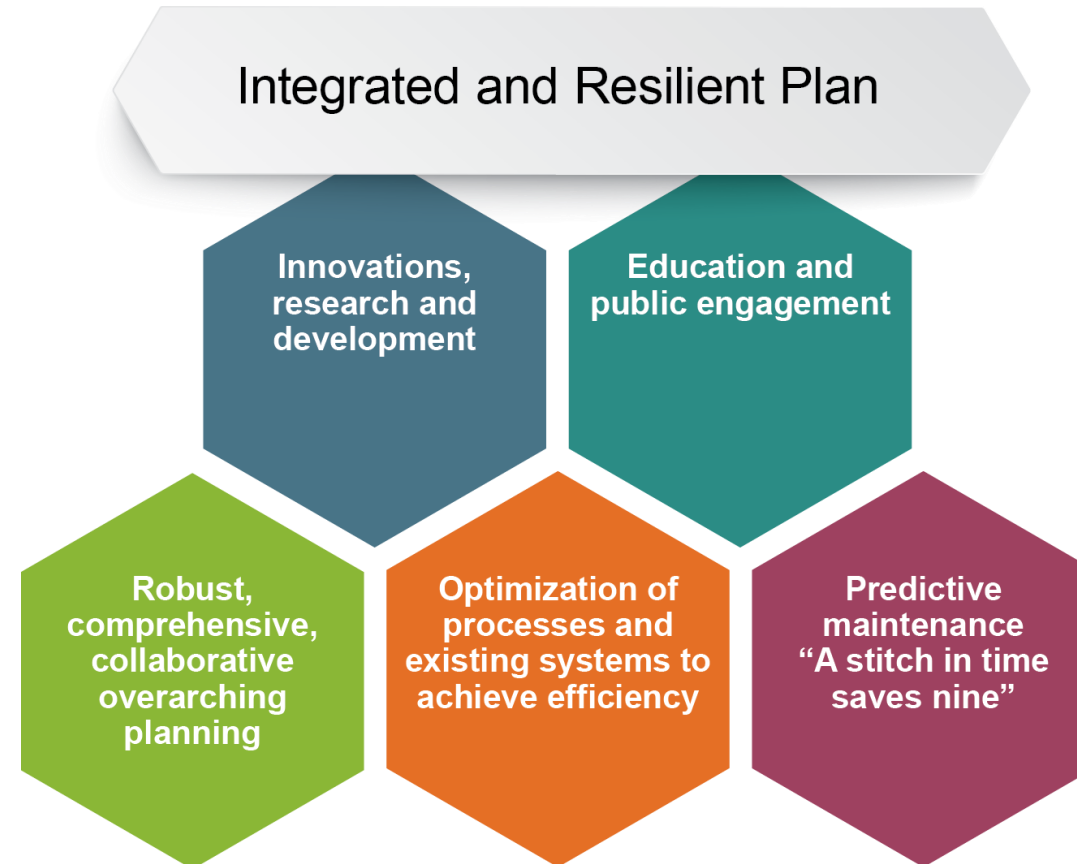 Integrated and Resilient Plan
Innovations,
research and
development
Education and
public engagement
Robust,
comprehensive,
collaborative
overarching
planning
Optimization of
processes and
existing systems to
achieve efficiency
Predictive
maintenance
“A stitch in time
saves nine”